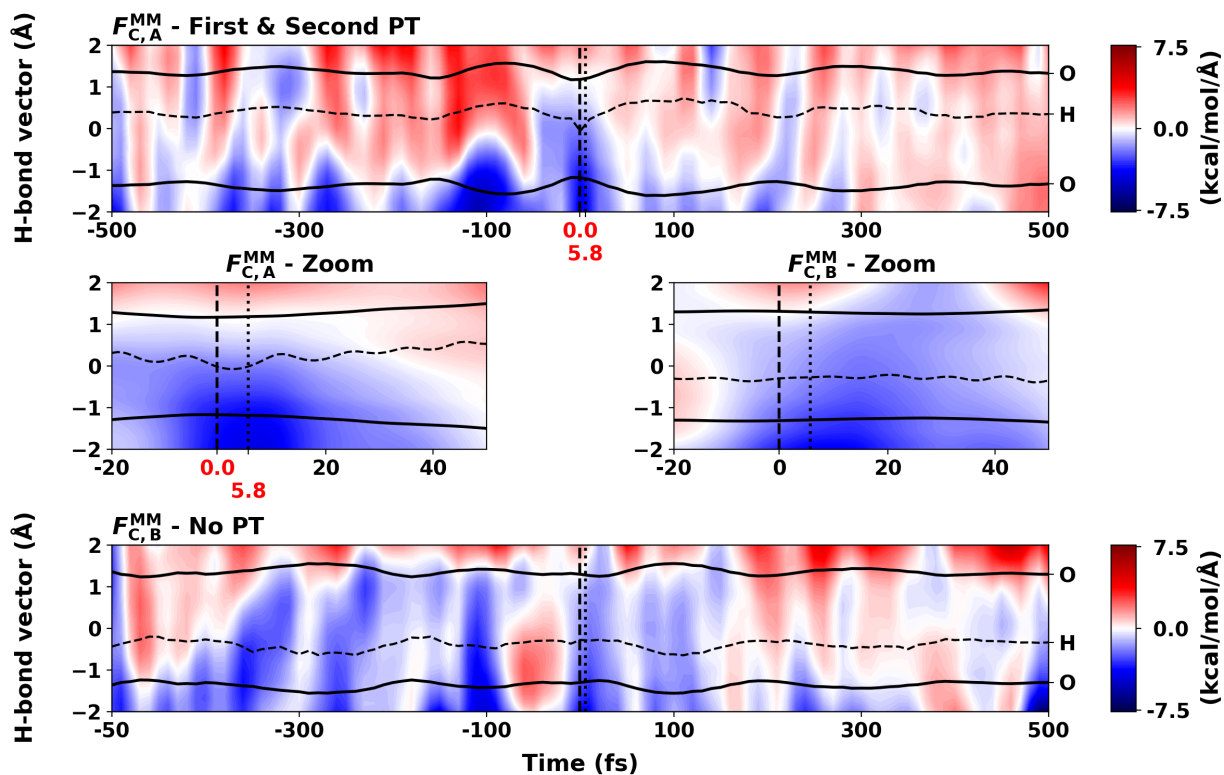 F^MM_C,A - First & Second PT
H-bond vector (Å)
2
1
0
−1
−2
O
H
O
-500 -300 -100 0.0 100 300 500
5.8
7.5
0.0
-7.5
(kcal/mol/Å)
F^MM_C,A - Zoom
2
1
0
−1
−2
-20 0.0 20 40
5.8
F^MM_C,B - Zoom
2
1
0
−1
−2
-20 0 20 40
F^MM_C,B - No PT
H-bond vector (Å)
2
1
0
−1
−2
O
H
O
-500 -300 -100 100 300 500
Time (fs)
7.5
0.0
-7.5
(kcal/mol/Å)